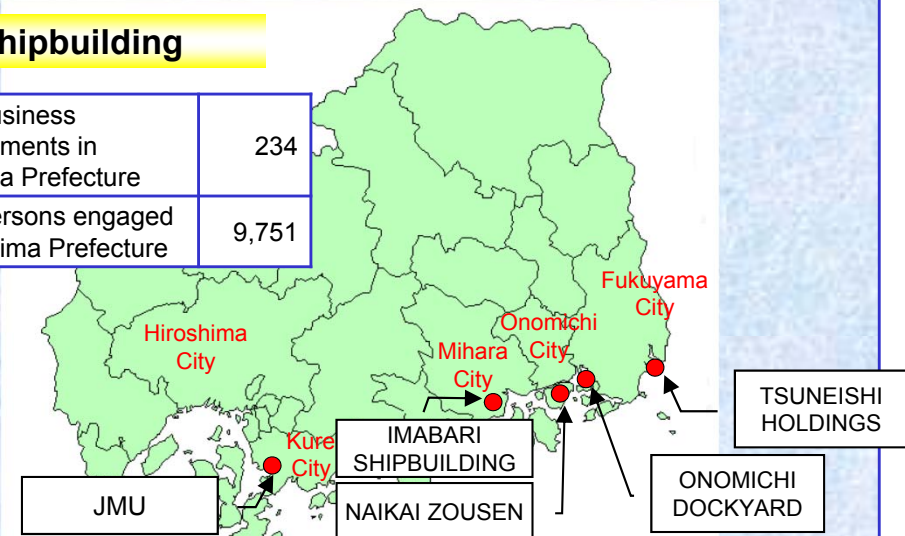 hipbuilding
usiness
ments in
a Prefecture
234
ersons engaged
ima Prefecture
9,751
Fukuyama
City
Hiroshima
City
Onomichi
City
Mihara
City
Kure
City
TSUNEISHI
HOLDINGS
IMABARI
SHIPBUILDING
ONOMICHI
DOCKYARD
JMU
NAIKAI ZOUSEN